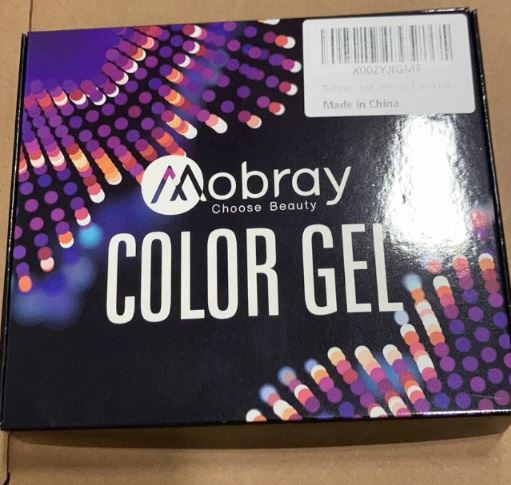 X002YJIGMF
Made in China
Mobray
Choose Beauty
COLOR GEL